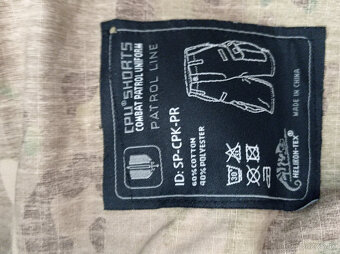 CPU® SHORTS
COMBAT PATROL UNIFORM
PATROL LINE
ID: SP-CPK-PR
60% COTTON
40% POLYESTER
30°
MADE IN CHINA
HELIKON-TEX®